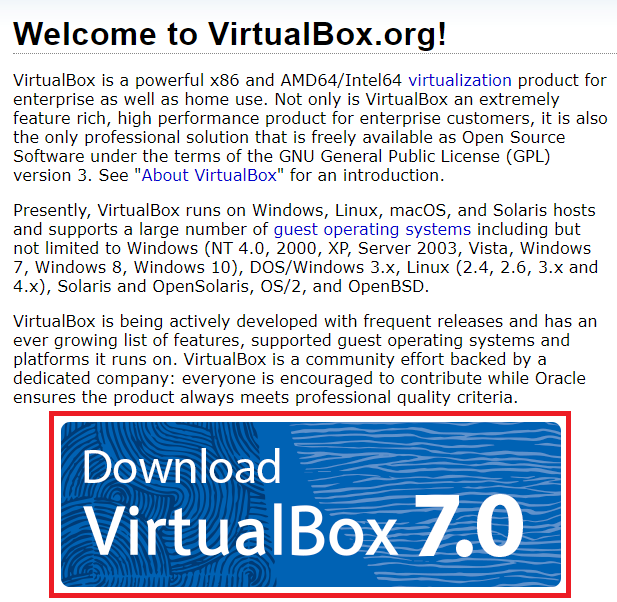 Welcome to VirtualBox.org!
VirtualBox is a powerful x86 and AMD64/Intel64 virtualization product for
enterprise as well as home use. Not only is VirtualBox an extremely
feature rich, high performance product for enterprise customers, it is also
the only professional solution that is freely available as Open Source
Software under the terms of the GNU General Public License (GPL)
version 3. See "About VirtualBox" for an introduction.
Presently, VirtualBox runs on Windows, Linux, macOS, and Solaris hosts
and supports a large number of guest operating systems including but
not limited to Windows (NT 4.0, 2000, XP, Server 2003, Vista, Windows
7, Windows 8, Windows 10), DOS/Windows 3.x, Linux (2.4, 2.6, 3.x and
4.x), Solaris and OpenSolaris, OS/2, and OpenBSD.
VirtualBox is being actively developed with frequent releases and has an
ever growing list of features, supported guest operating systems and
platforms it runs on. VirtualBox is a community effort backed by a
dedicated company: everyone is encouraged to contribute while Oracle
ensures the product always meets professional quality criteria.
Download
VirtualBox 7.0